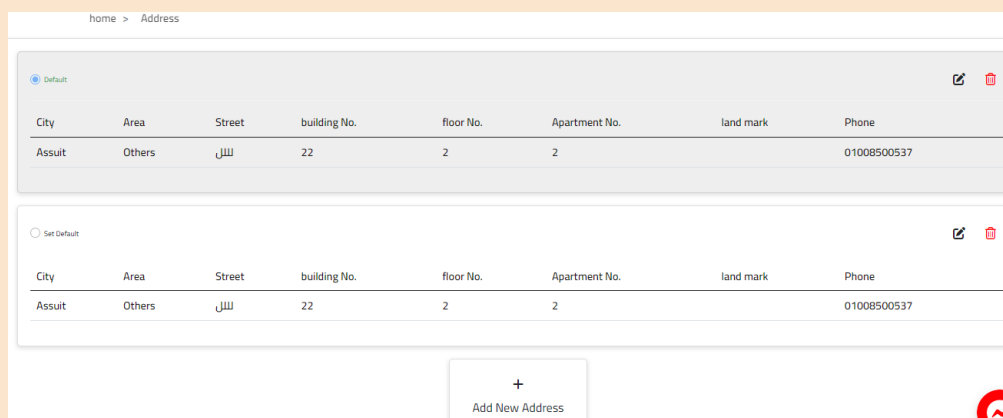 home > Address
Default
City Area Street building No. floor No. Apartment No. land mark Phone
Assuit Others لللل 22 2 2 01008500537
Set Default
City Area Street building No. floor No. Apartment No. land mark Phone
Assuit Others لللل 22 2 2 01008500537
+
Add New Address